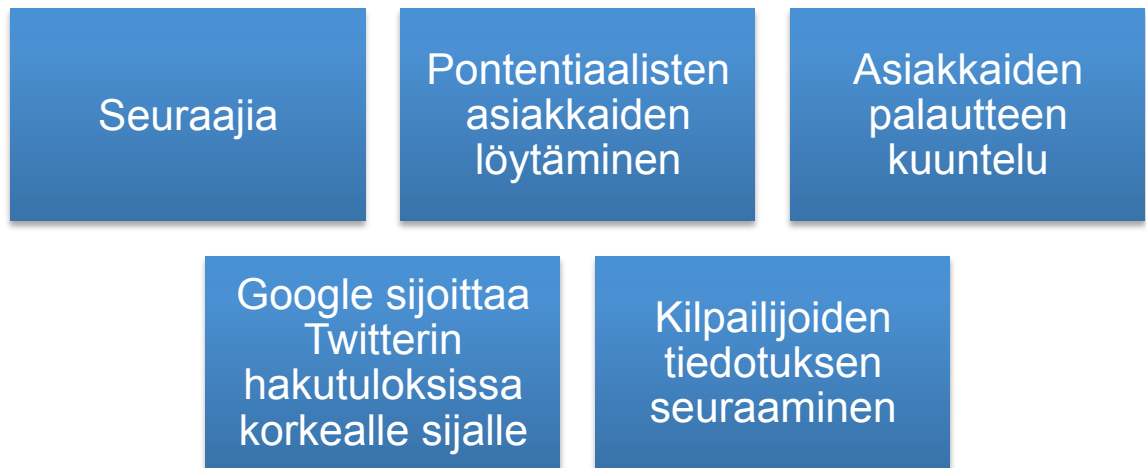 Seuraajia
Pontentiaalisten
asiakkaiden
löytäminen
Asiakkaiden
palautteen
kuuntelu
Google sijoittaa
Twitterin
hakutuloksissa
korkealle sijalle
Kilpailijoiden
tiedotuksen
seuraaminen